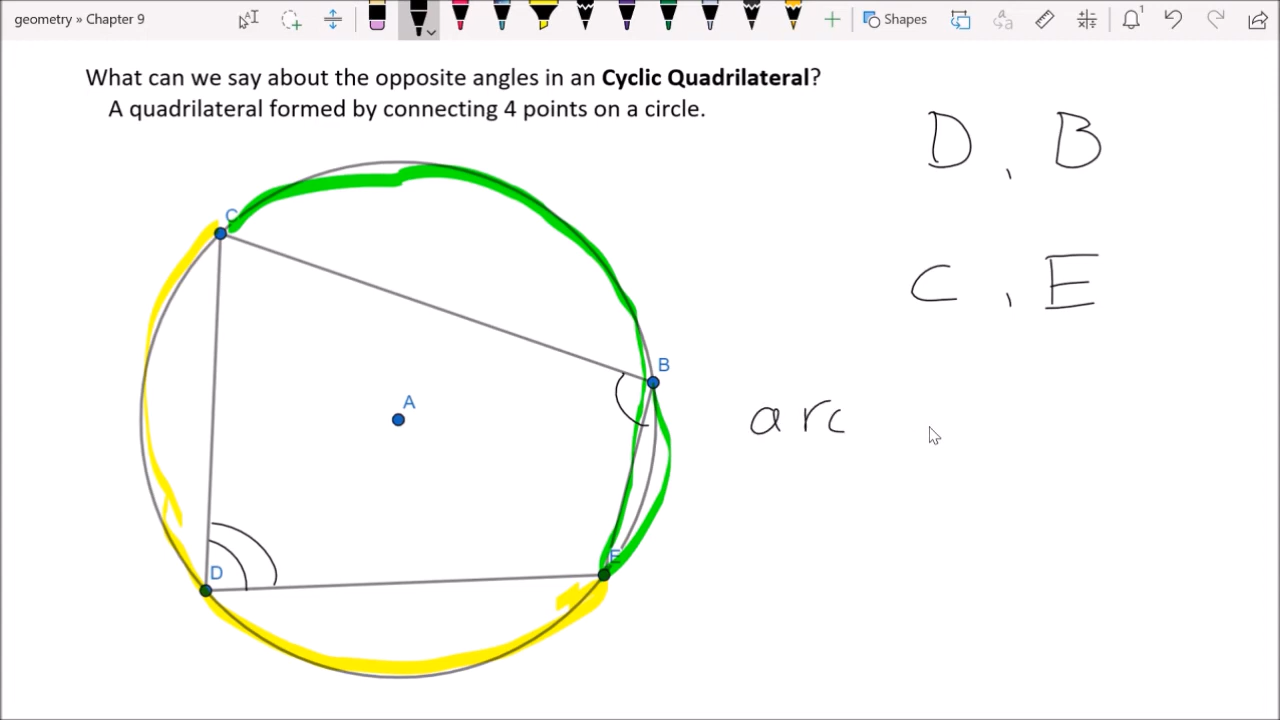 geometry » Chapter 9
Shapes
What can we say about the opposite angles in an Cyclic Quadrilateral?
A quadrilateral formed by connecting 4 points on a circle.
D, B
C
C, E
B
A
arc
E
D